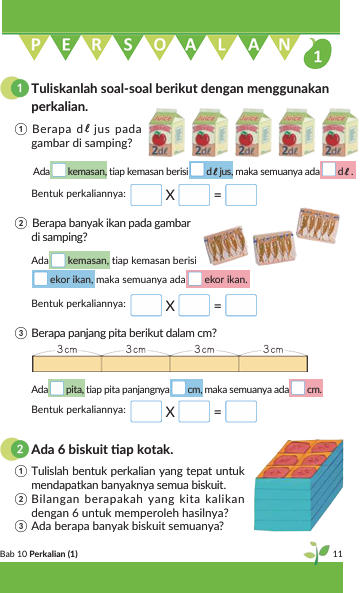 PERSOALAN
1
1 Tuliskanlah soal-soal berikut dengan menggunakan
perkalian.
① Berapa dℓ jus pada
gambar di samping?
JUICE JUICE JUICE JUICE JUICE
2dℓ 2dℓ 2dℓ 2dℓ 2dℓ
Ada kemasan, tiap kemasan berisi dℓ jus, maka semuanya ada dℓ.
Bentuk perkaliannya: X =
② Berapa banyak ikan pada gambar
di samping?
Ada kemasan, tiap kemasan berisi
ekor ikan, maka semuanya ada ekor ikan.
Bentuk perkaliannya: X =
③ Berapa panjang pita berikut dalam cm?
3 cm 3 cm 3 cm 3 cm
Ada pita, tiap pita panjangnya cm, maka semuanya ada cm.
Bentuk perkaliannya: X =
2 Ada 6 biskuit tiap kotak.
① Tulislah bentuk perkalian yang tepat untuk
mendapatkan banyaknya semua biskuit.
② Bilangan berapakah yang kita kalikan
dengan 6 untuk memperoleh hasilnya?
③ Ada berapa banyak biskuit semuanya?
Bab 10 Perkalian (1) 11